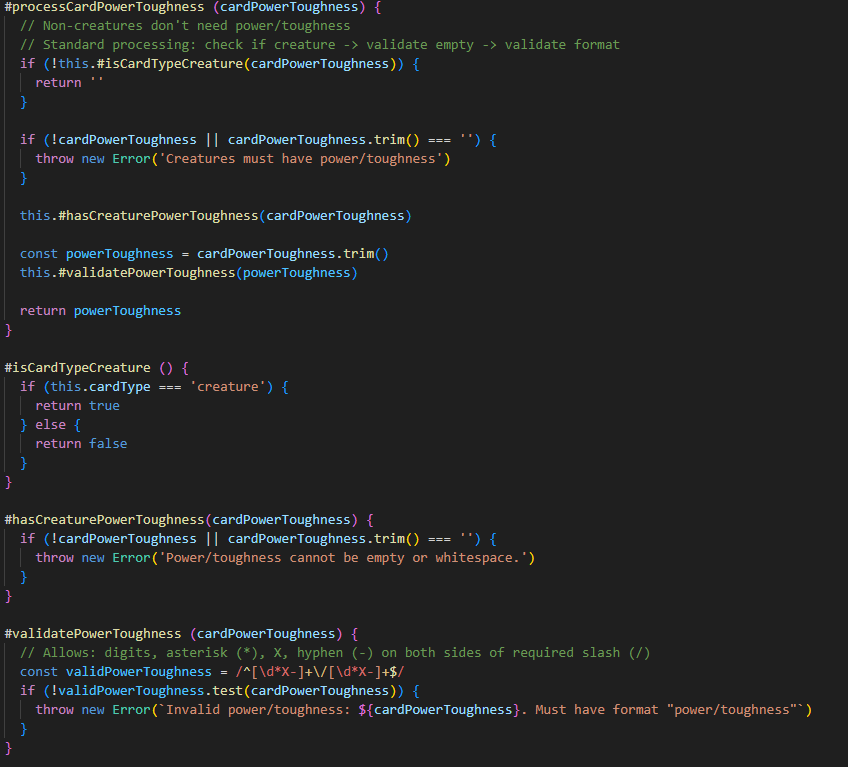 #processCardPowerToughness (cardPowerToughness) {
// Non-creatures don't need power/toughness
// Standard processing: check if creature -> validate empty -> validate format
if (!this.#isCardTypeCreature(cardPowerToughness)) {
return ''
}
if (!cardPowerToughness || cardPowerToughness.trim() === '') {
throw new Error('Creatures must have power/toughness')
}
this.#hasCreaturePowerToughness(cardPowerToughness)
const powerToughness = cardPowerToughness.trim()
this.#validatePowerToughness(powerToughness)
return powerToughness
}
#isCardTypeCreature () {
if (this.cardType === 'creature') {
return true
} else {
return false
}
}
#hasCreaturePowerToughness(cardPowerToughness) {
if (!cardPowerToughness || cardPowerToughness.trim() === '') {
throw new Error('Power/toughness cannot be empty or whitespace.')
}
}
#validatePowerToughness (cardPowerToughness) {
// Allows: digits, asterisk (*), X, hyphen (-) on both sides of required slash (/)
const validPowerToughness = /^[\d*X-]+\/[\d*X-]+$/
if (!validPowerToughness.test(cardPowerToughness)) {
throw new Error(`Invalid power/toughness: ${cardPowerToughness}. Must have format "power/toughness"`)
}
}